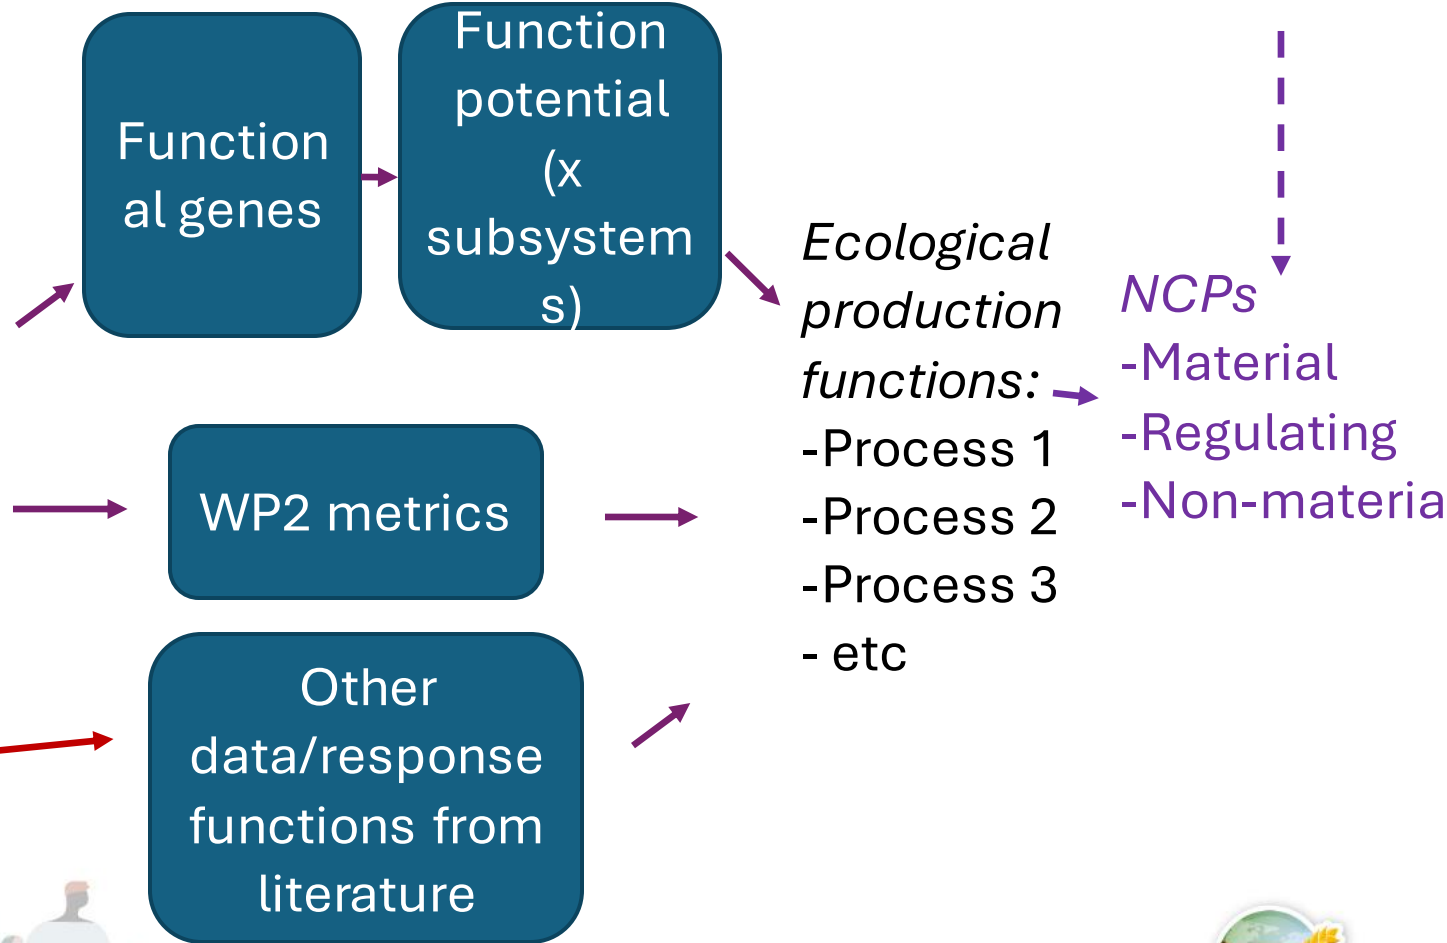 Function
al genes
Function
potential
(x
subsystem
s)
WP2 metrics
Other
data/response
functions from
literature
Ecological
production
functions:
-Process 1
-Process 2
-Process 3
- etc
NCPs
-Material
-Regulating
-Non-materia